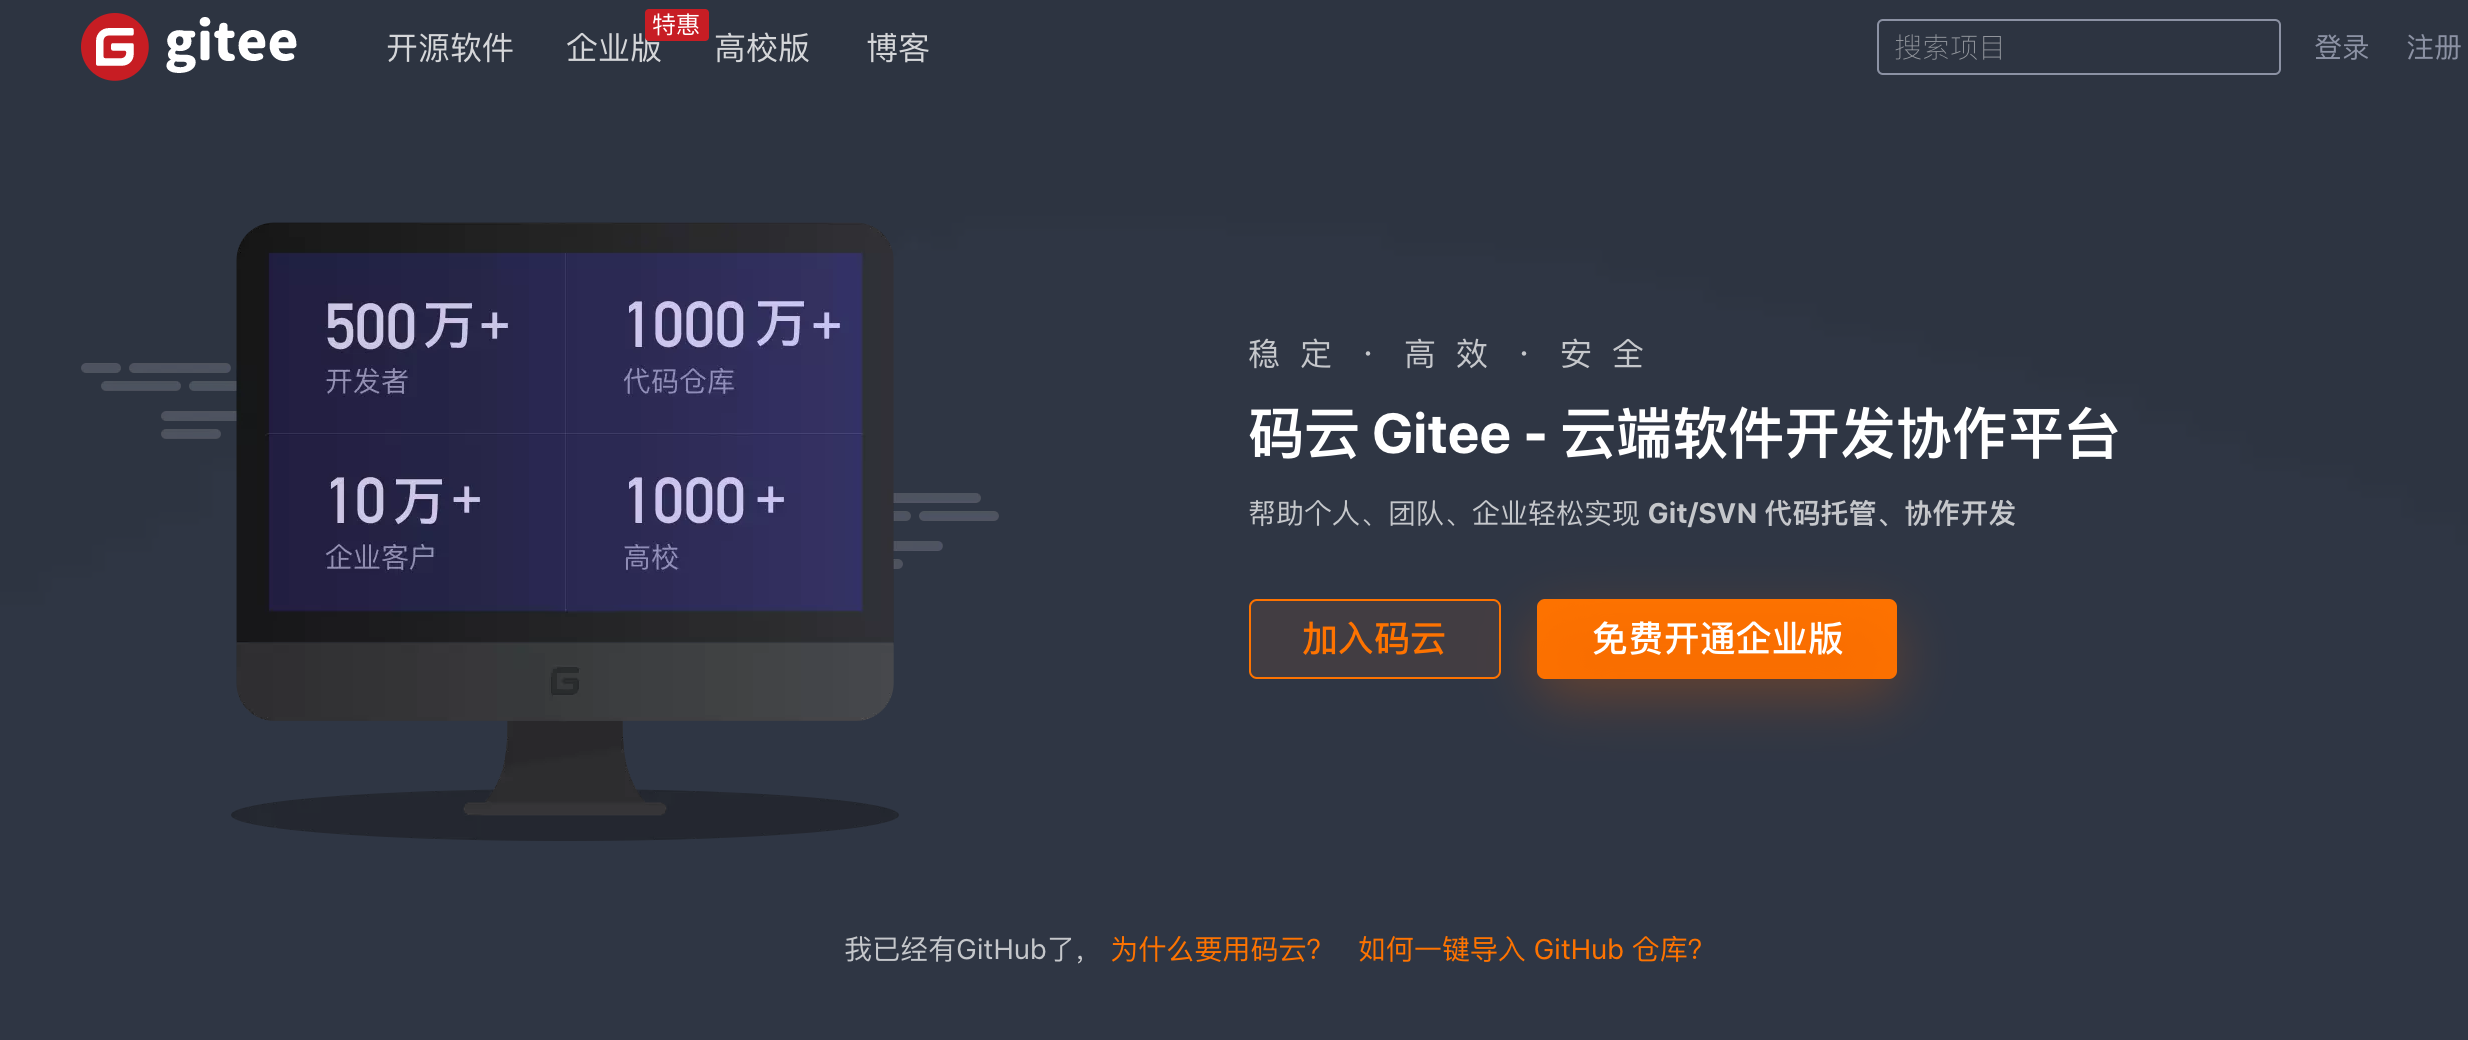 gitee 开源软件 企业版 特惠 高校版 博客 搜索项目 登录 注册
500万+ 1000万+
开发者 代码仓库
10万+ 1000+
企业客户 高校
稳定 · 高效 · 安全
码云 Gitee - 云端软件开发协作平台
帮助个人、团队、企业轻松实现 Git/SVN 代码托管、协作开发
加入码云 免费开通企业版
我已经有GitHub了， 为什么要用码云? 如何一键导入 GitHub 仓库?